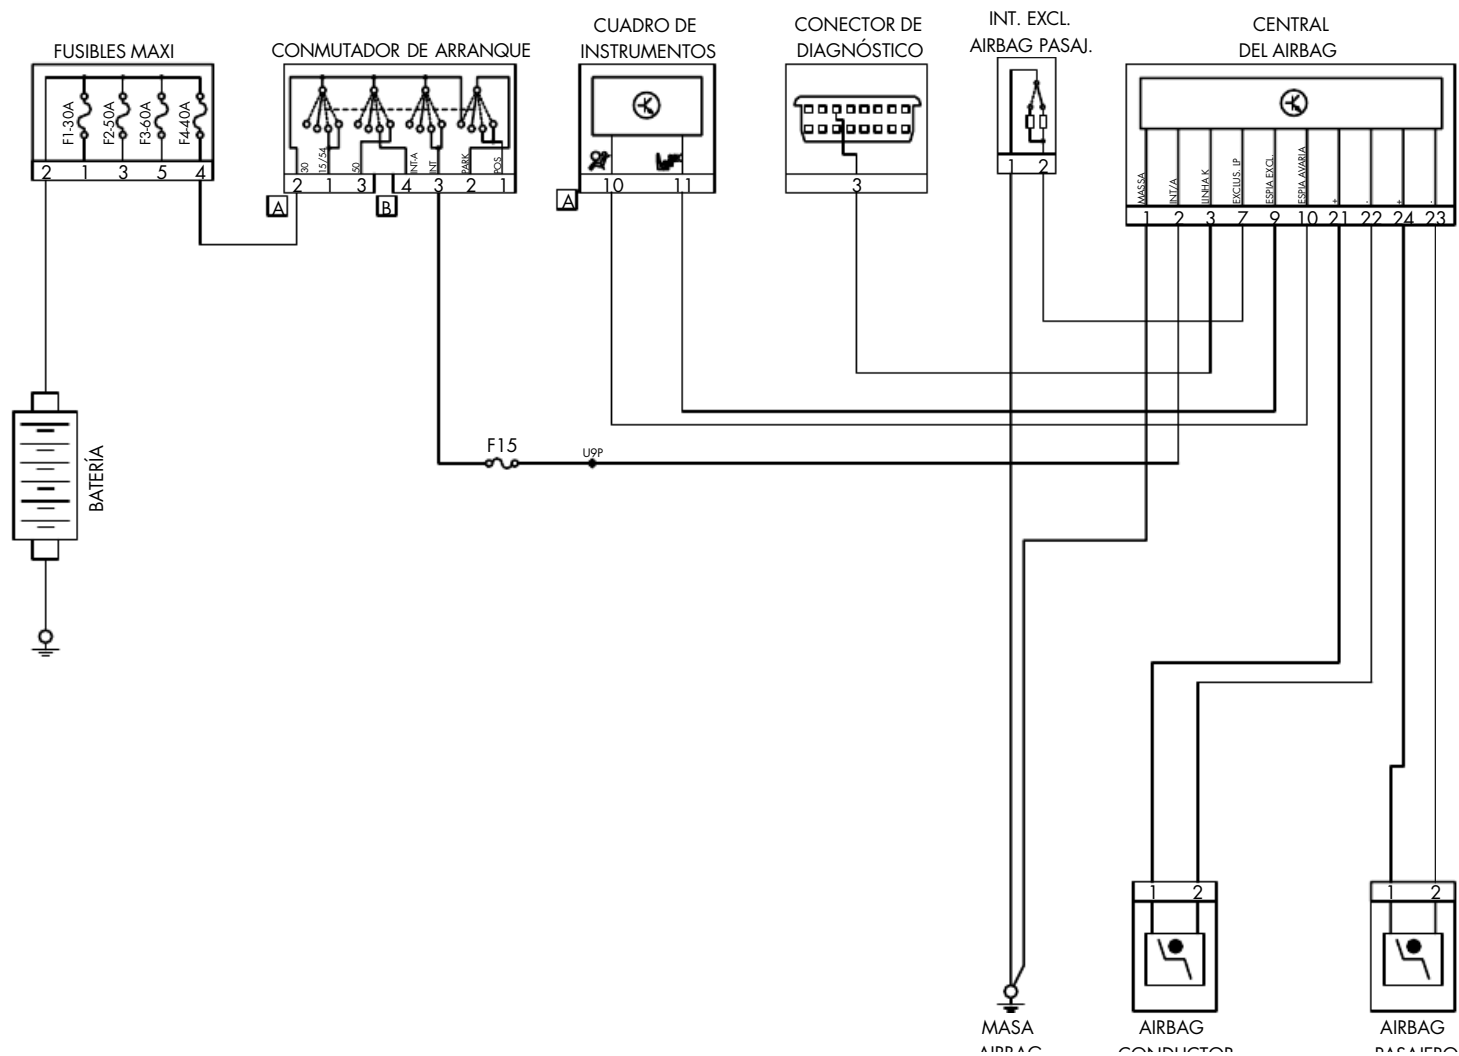 FUSIBLES MAXI
CONMUTADOR DE ARRANQUE
CUADRO DE
INSTRUMENTOS
CONECTOR DE
DIAGNÓSTICO
INT. EXCL.
AIRBAG PASAJ.
CENTRAL
DEL AIRBAG
F1-30A
F2-50A
F3-60A
F4-40A
2 1 3 5 4
30
15/54
50
INT-A
INT
PARK
POS
2 1 3 4 3 2 1
A
B
10 11
A
3
1 2
MASSA
INT/A
LINHA K
EXCLUS. LP
ESPIA EXCL.
ESPIA AVARIA
+
-
+
-
1 2 3 7 9 10 21 22 24 23
F15
U9P
BATERÍA
1 2
1 2
MASA
AIRBAG
AIRBAG
CONDUCTOR
AIRBAG
PASAJERO